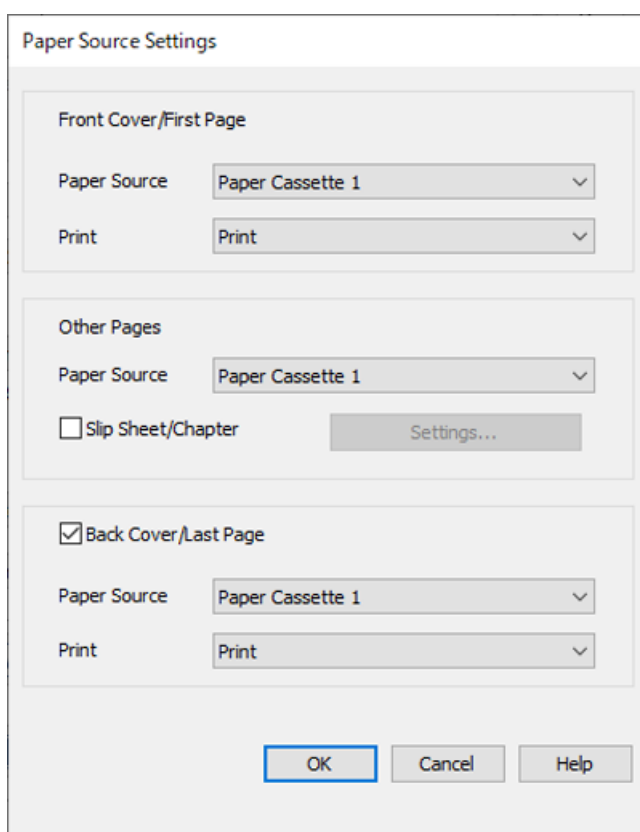 Paper Source Settings
Front Cover/First Page
Paper Source Paper Cassette 1
Print Print
Other Pages
Paper Source Paper Cassette 1
Slip Sheet/Chapter Settings...
Back Cover/Last Page
Paper Source Paper Cassette 1
Print Print
OK Cancel Help